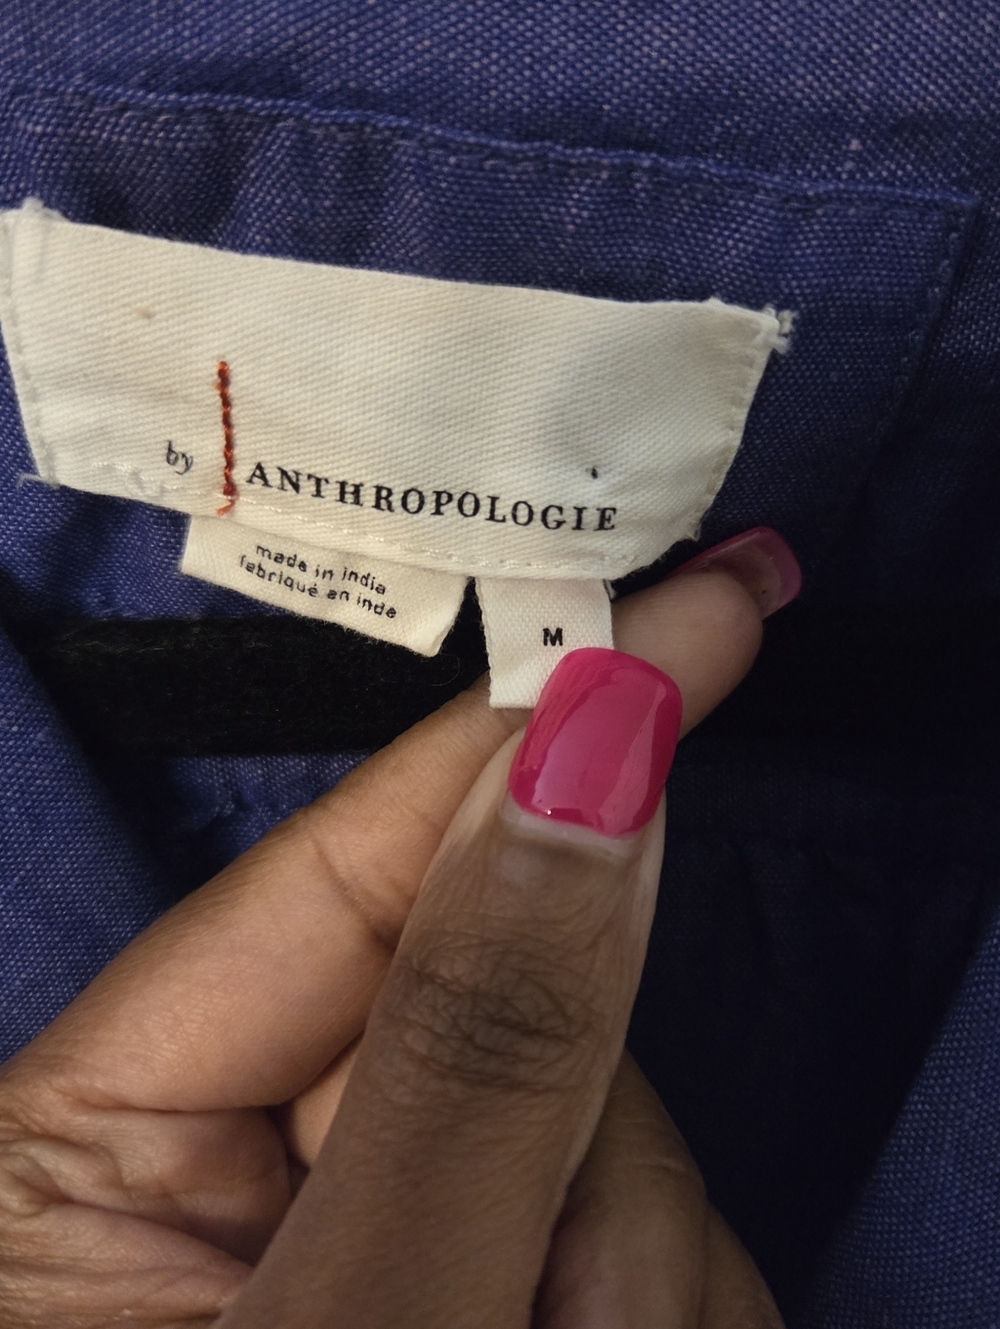 by ANTHROPOLOGIE
made in india
fabriqué en inde
M